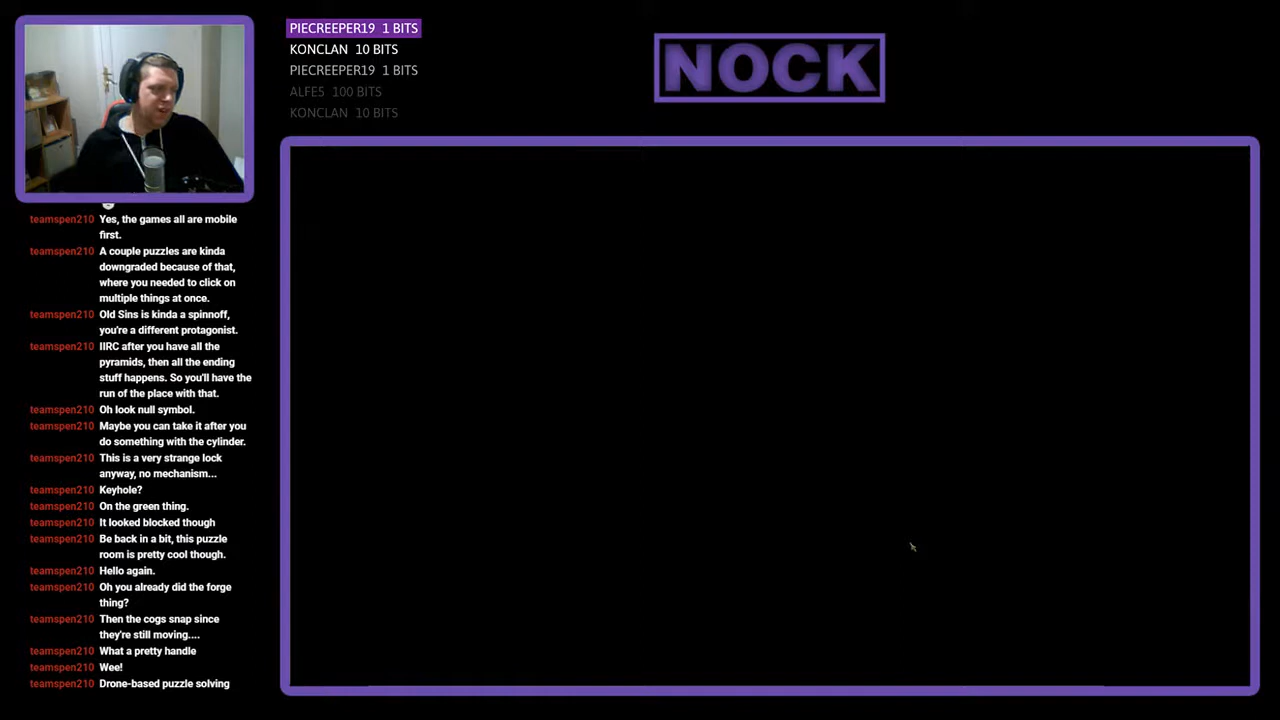 PIECREEPER19 1 BITS
KONCLAN 10 BITS
PIECREEPER19 1 BITS
ALFE5 100 BITS
KONCLAN 10 BITS
NOCK
teamspen210 Yes, the games all are mobile
first.
teamspen210 A couple puzzles are kinda
downgraded because of that,
where you needed to click on
multiple things at once.
teamspen210 Old Sins is kinda a spinnoff,
you're a different protagonist.
teamspen210 IIRC after you have all the
pyramids, then all the ending
stuff happens. So you'll have the
run of the place with that.
teamspen210 Oh look null symbol.
teamspen210 Maybe you can take it after you
do something with the cylinder.
teamspen210 This is a very strange lock
anyway, no mechanism...
teamspen210 Keyhole?
teamspen210 On the green thing.
teamspen210 It looked blocked though
teamspen210 Be back in a bit, this puzzle
room is pretty cool though.
teamspen210 Hello again.
teamspen210 Oh you already did the forge
thing?
teamspen210 Then the cogs snap since
they're still moving....
teamspen210 What a pretty handle
teamspen210 Wee!
teamspen210 Drone-based puzzle solving